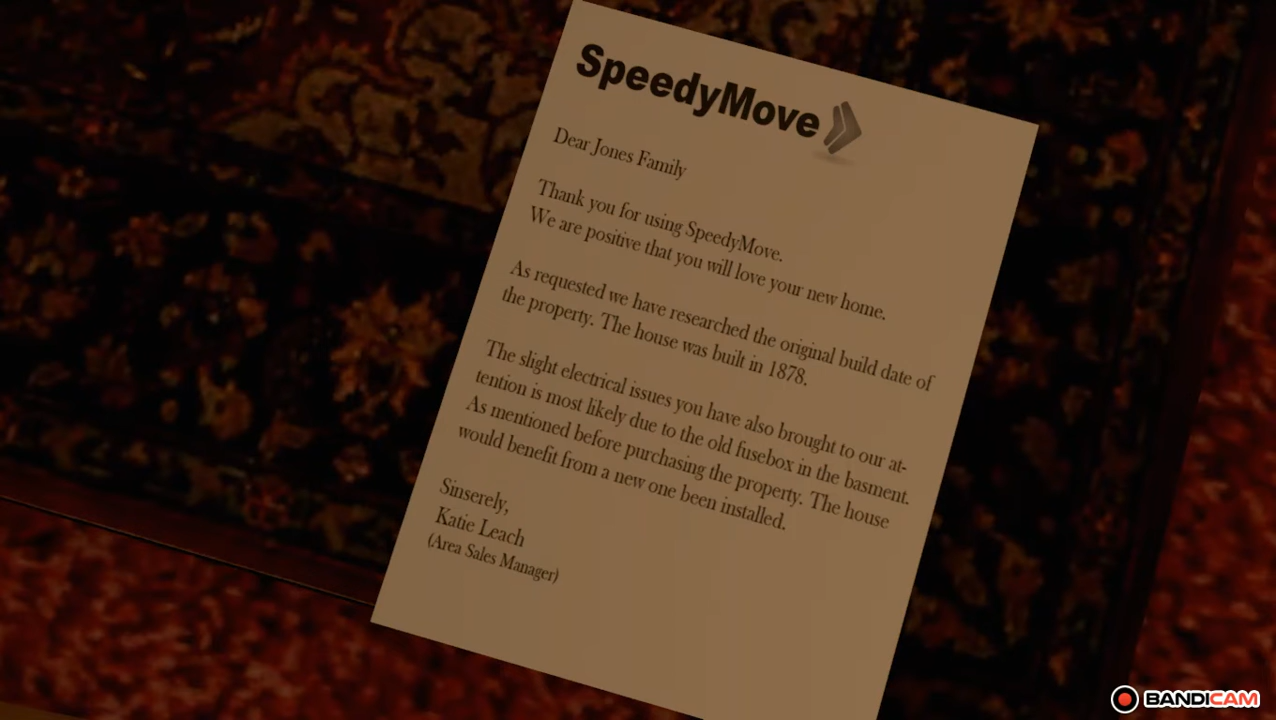 SpeedyMove
Dear Jones Family
Thank you for using SpeedyMove.
We are positive that you will love your new home.
As requested we have researched the original build date of
the property. The house was built in 1878.
The slight electrical issues you have also brought to our at-
tention is most likely due to the old fusebox in the basment.
As mentioned before purchasing the property. The house
would benefit from a new one been installed.
Sinserely,
Katie Leach
(Area Sales Manager)
BANDICAM